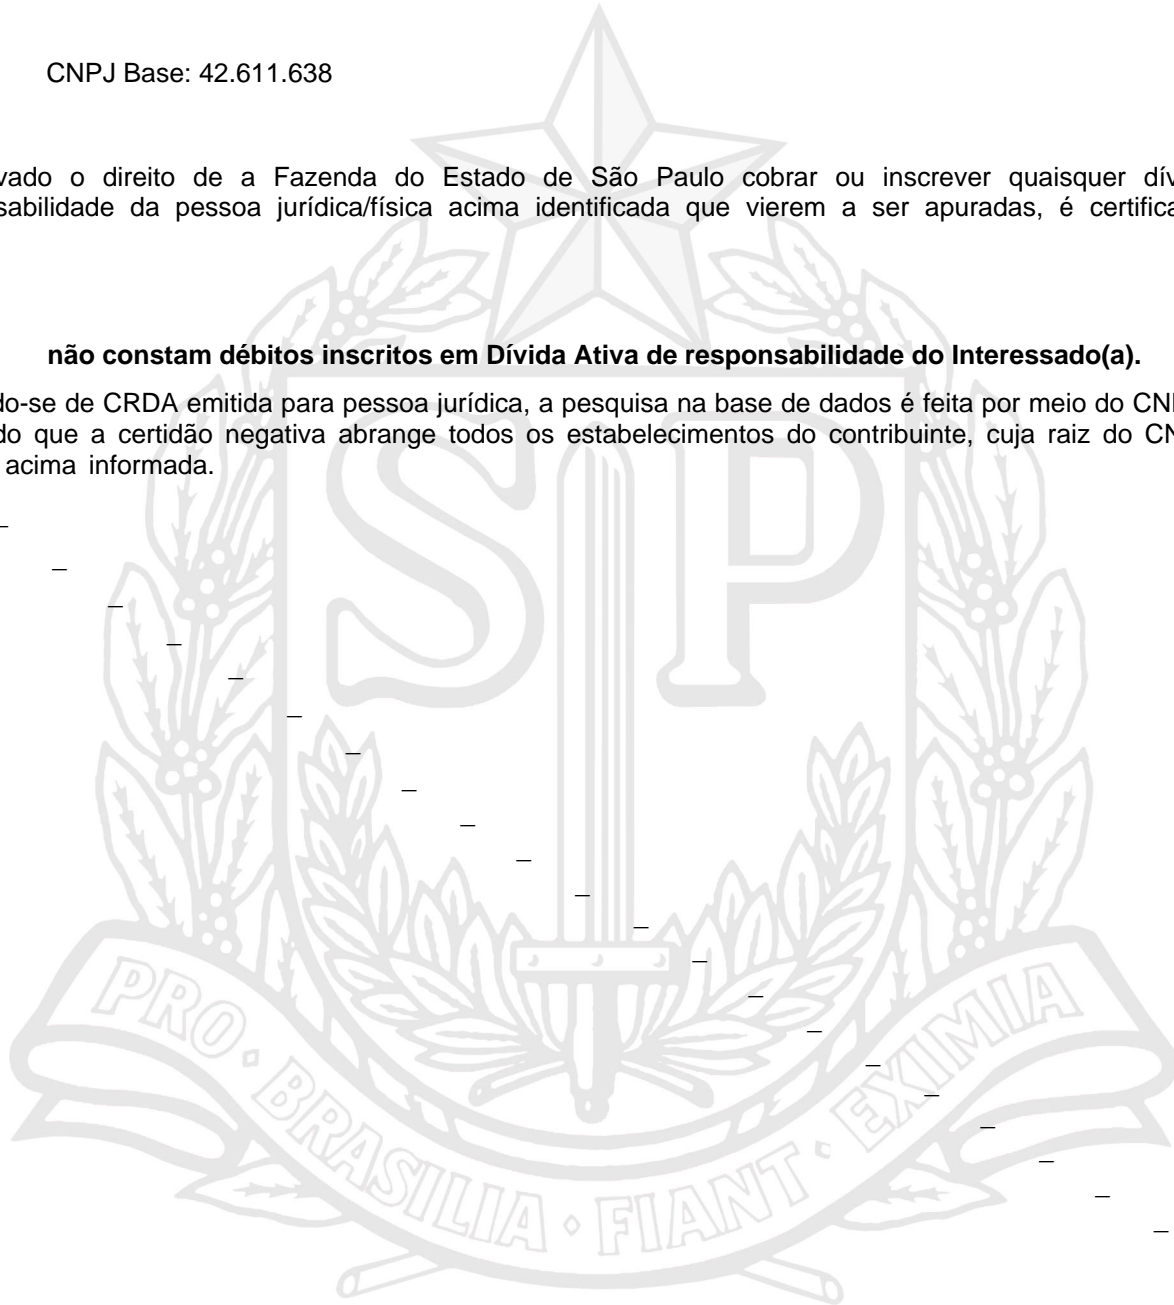 CNPJ Base: 42.611.638
vado o direito de a Fazenda do Estado de São Paulo cobrar ou inscrever quaisquer dív
sabilidade da pessoa jurídica/física acima identificada que vierem a ser apuradas, é certifica
não constam débitos inscritos em Dívida Ativa de responsabilidade do Interessado(a).
do-se de CRDA emitida para pessoa jurídica, a pesquisa na base de dados é feita por meio do CN
do que a certidão negativa abrange todos os estabelecimentos do contribuinte, cuja raiz do CN
acima informada.
SP
PRO · BRASILIA · FIANT · EXIMIA